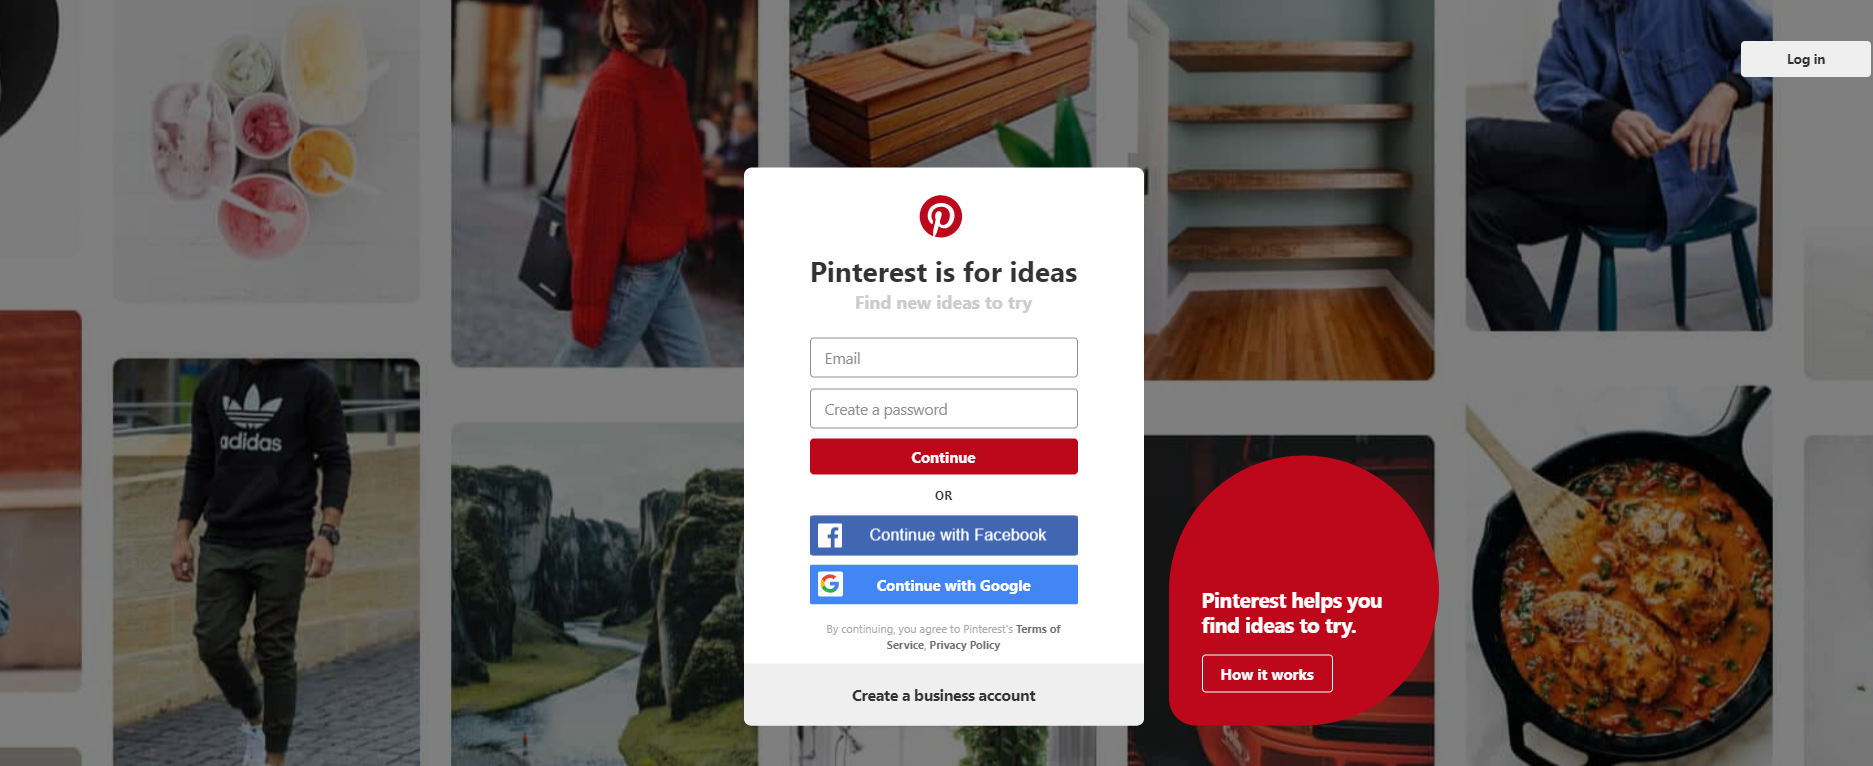 Log in
Pinterest is for ideas
Find new ideas to try
Email
Create a password
Continue
OR
Continue with Facebook
Continue with Google
By continuing, you agree to Pinterest's Terms of
Service, Privacy Policy
Create a business account
adidas
Pinterest helps you
find ideas to try.
How it works